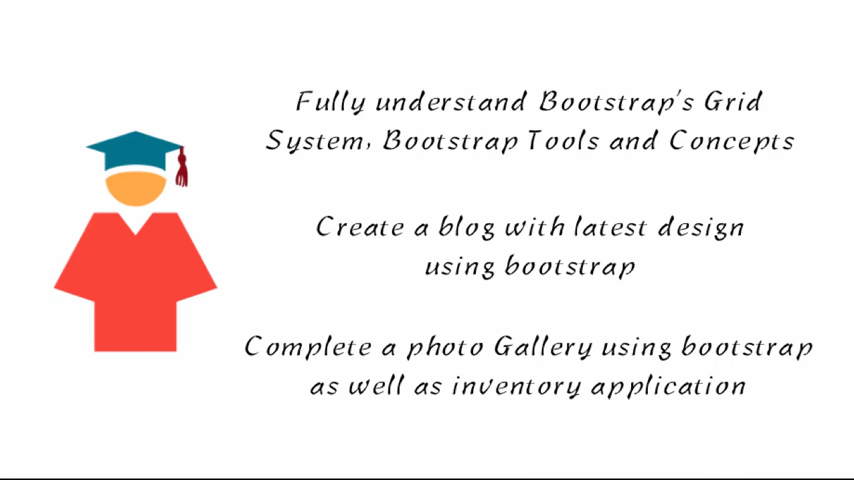 Fully understand Bootstrap's Grid
System, Bootstrap Tools and Concepts
Create a blog with latest design
using bootstrap
Complete a photo Gallery using bootstrap
as well as inventory application